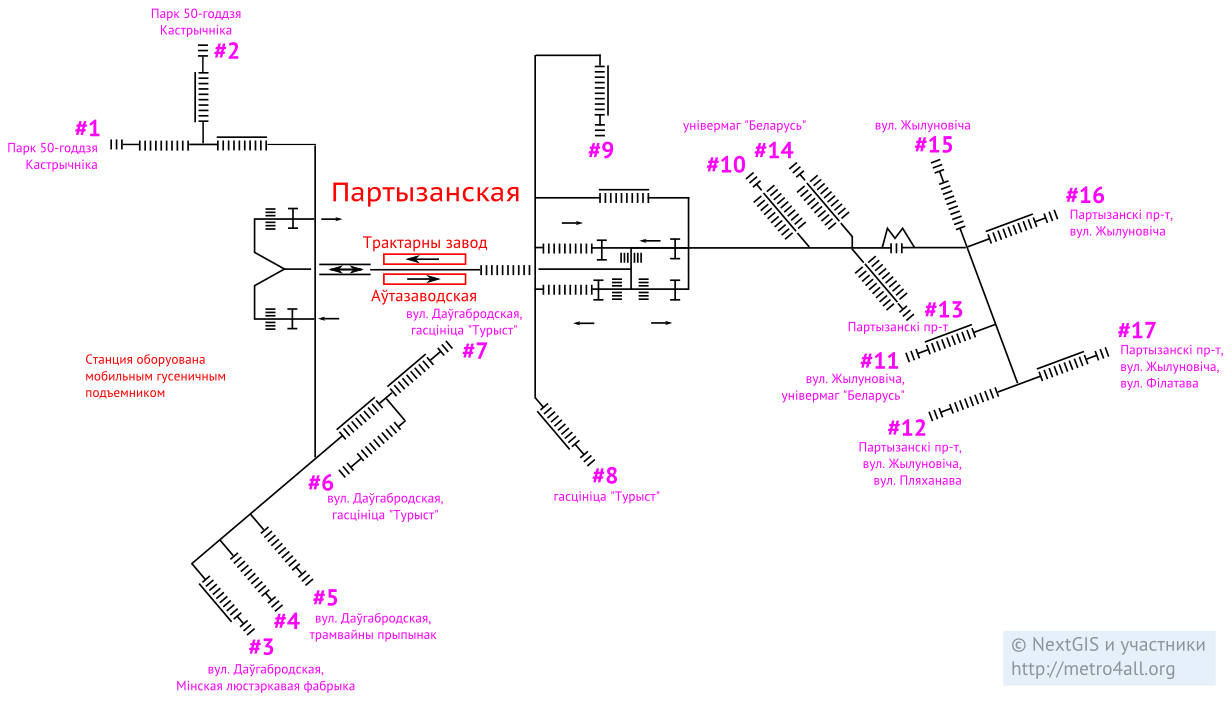 Парк 50-годдзя
Кастрычніка
#2
#1
Парк 50-годдзя
Кастрычніка
#9
універмаг "Беларусь"
#10
#14
вул. Жылуновіча
#15
#16
Партызанскі пр-т,
вул. Жылуновіча
Партызанская
Трактарны завод
Аўтазаводская
вул. Даўгабродская,
гасцініца "Турыст"
#7
#13
Партызанскі пр-т
#11
вул. Жылуновіча,
універмаг "Беларусь"
#17
Партызанскі пр-т,
вул. Жылуновіча,
вул. Філатава
Станция оборуована
мобильным гусеничным
подъемником
#12
Партызанскі пр-т,
вул. Жылуновіча,
вул. Пляханава
#8
гасцініца "Турыст"
#6
вул. Даўгабродская,
гасцініца "Турыст"
#5
вул. Даўгабродская,
трамвайны прыпынак
#4
#3
вул. Даўгабродская,
Мінская люстэркавая фабрыка
© NextGIS и участники
http://metro4all.org